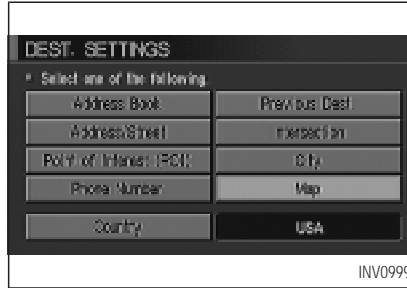 DEST. SETTINGS
Select one of the following.
Address Book
Previous Dest.
Address/Street
Intersection
Point of Interest (POI)
City
Phone Number
Map
Country
USA
INV0999